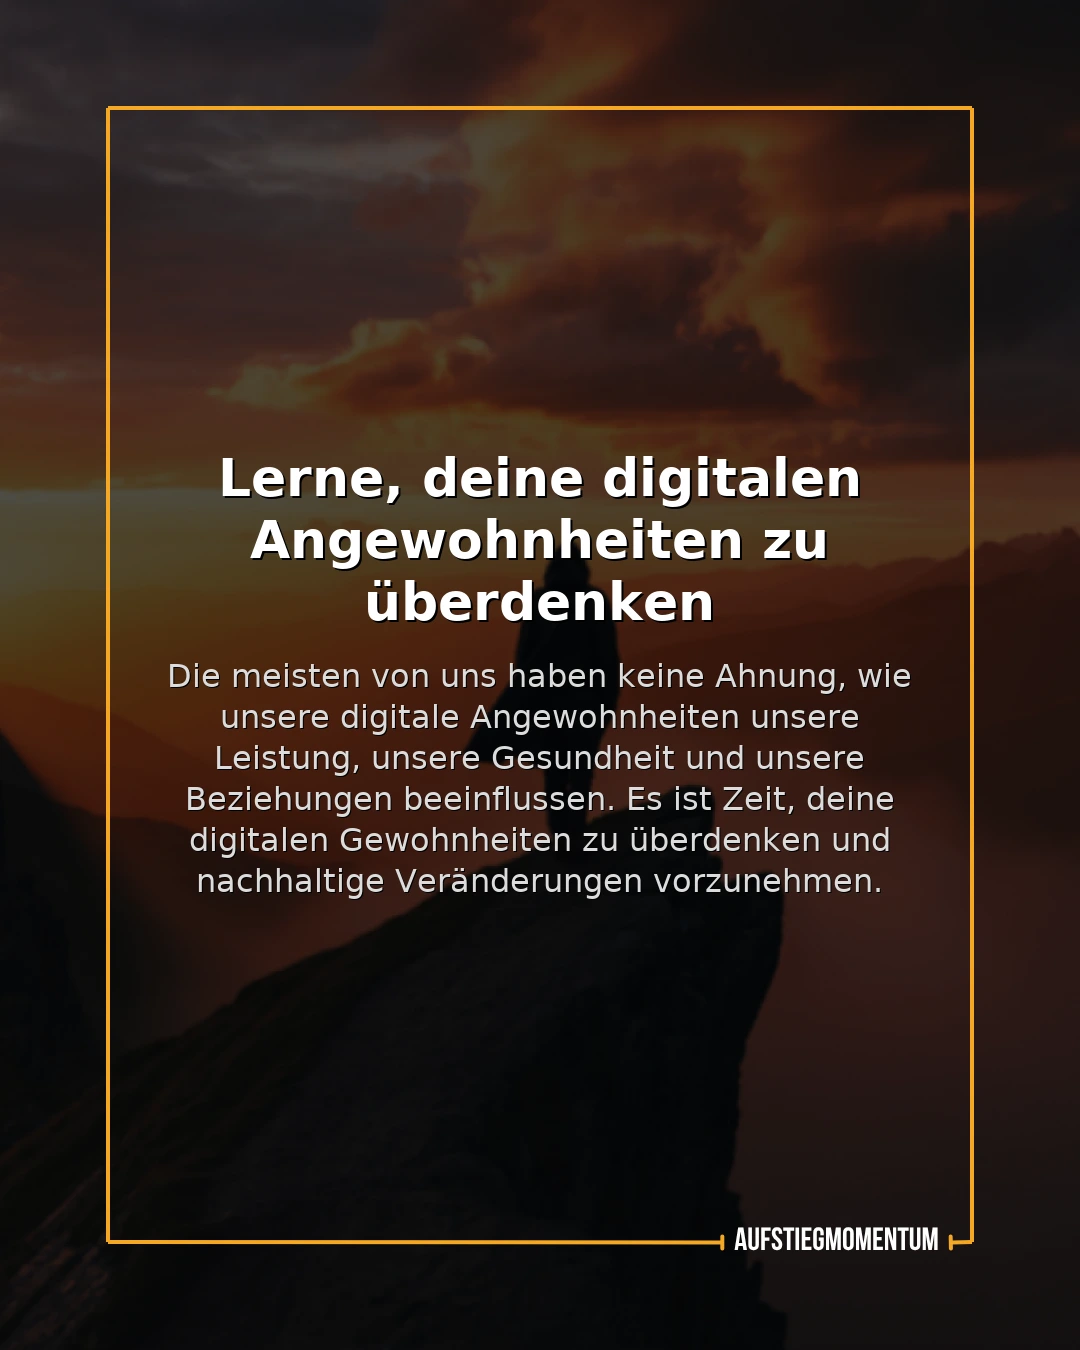 Lerne, deine digitalen
Angewohnheiten zu
überdenken
Die meisten von uns haben keine Ahnung, wie
unsere digitale Angewohnheiten unsere
Leistung, unsere Gesundheit und unsere
Beziehungen beeinflussen. Es ist Zeit, deine
digitalen Gewohnheiten zu überdenken und
nachhaltige Veränderungen vorzunehmen.
AUFSTIEGMOMENTUM